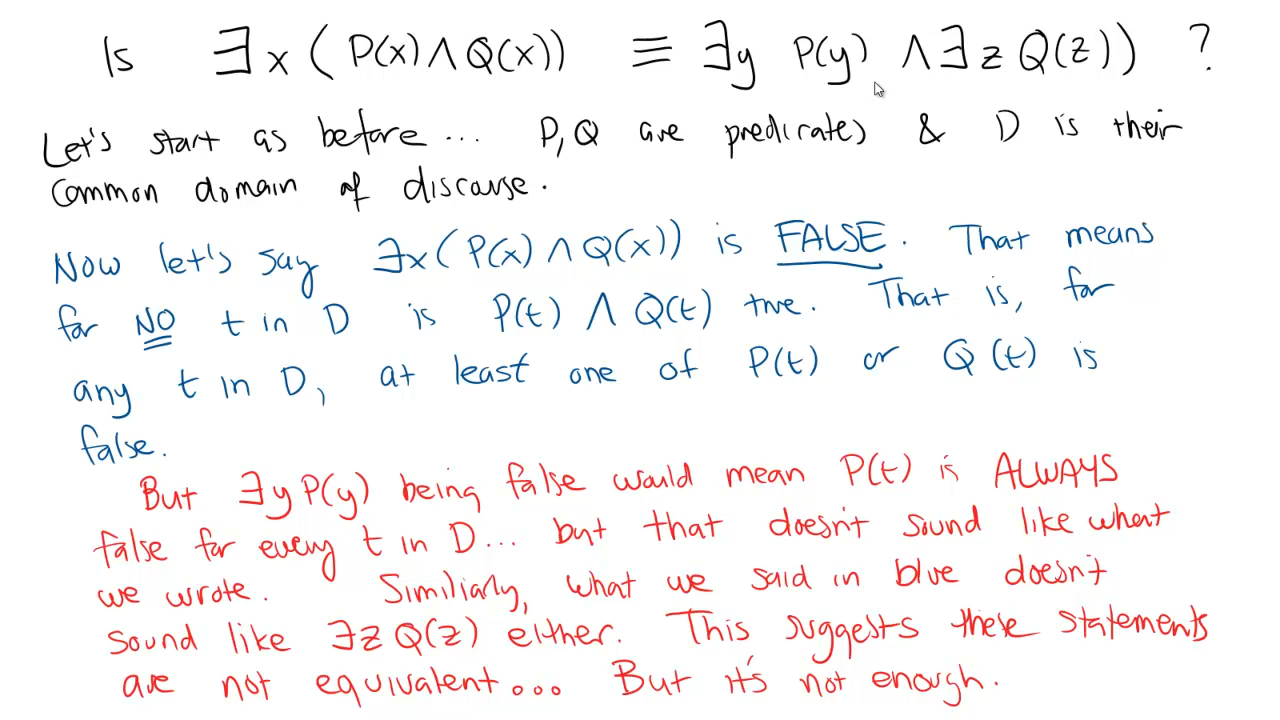 Is ∃x(P(x)∧Q(x)) ≡ ∃y P(y) ∧∃z Q(z)) ?
Let's start as before... P,Q are predicates & D is their
common domain of discourse.
Now let's say ∃x(P(x)∧Q(x)) is FALSE. That means
for NO t in D is P(t) ∧ Q(t) true. That is, for
any t in D, at least one of P(t) or Q(t) is
false.
But ∃y P(y) being false would mean P(t) is ALWAYS
false for every t in D... but that doesn't sound like what
we wrote. Similiarly, what we said in blue doesn't
sound like ∃z Q(z) either. This suggests these statements
are not equivalent... But it's not enough.